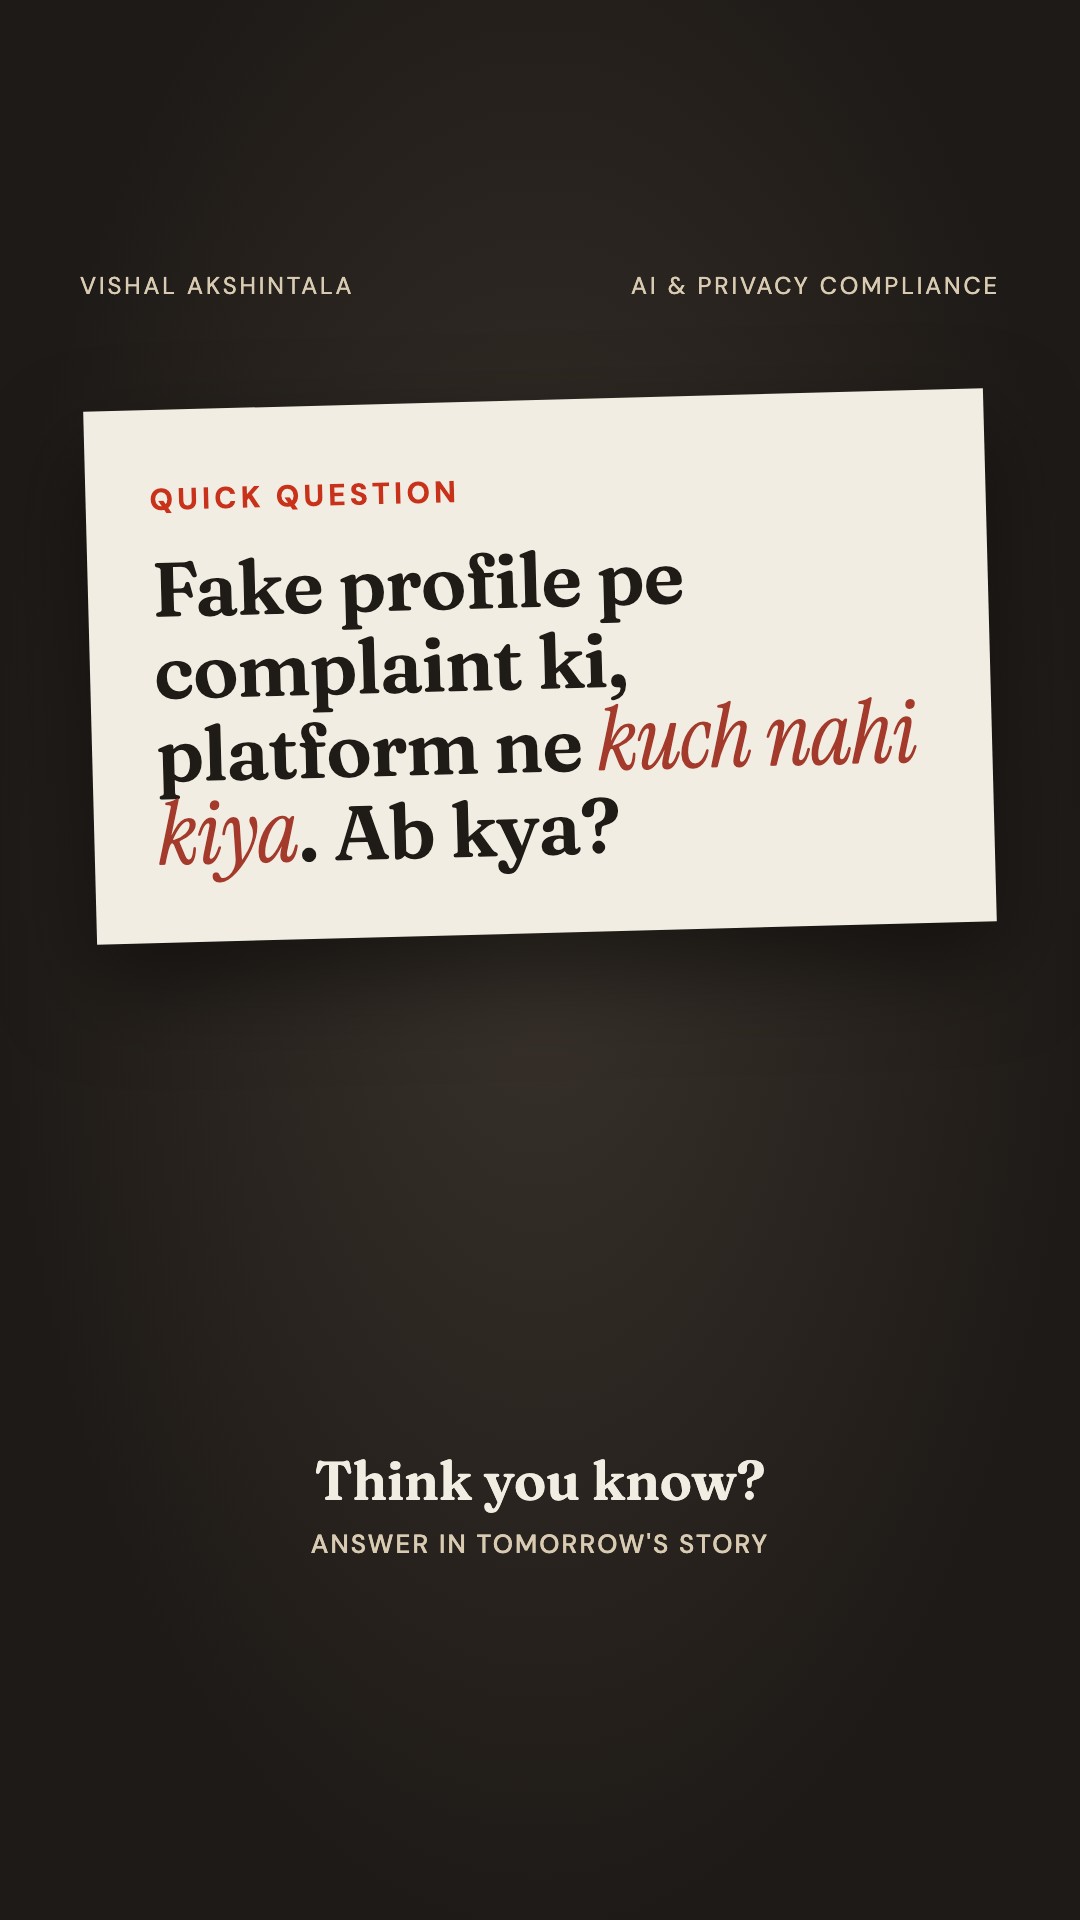 VISHAL AKSHINTALA
AI & PRIVACY COMPLIANCE
QUICK QUESTION
Fake profile pe
complaint ki,
platform ne kuch nahi
kiya. Ab kya?
Think you know?
ANSWER IN TOMORROW'S STORY